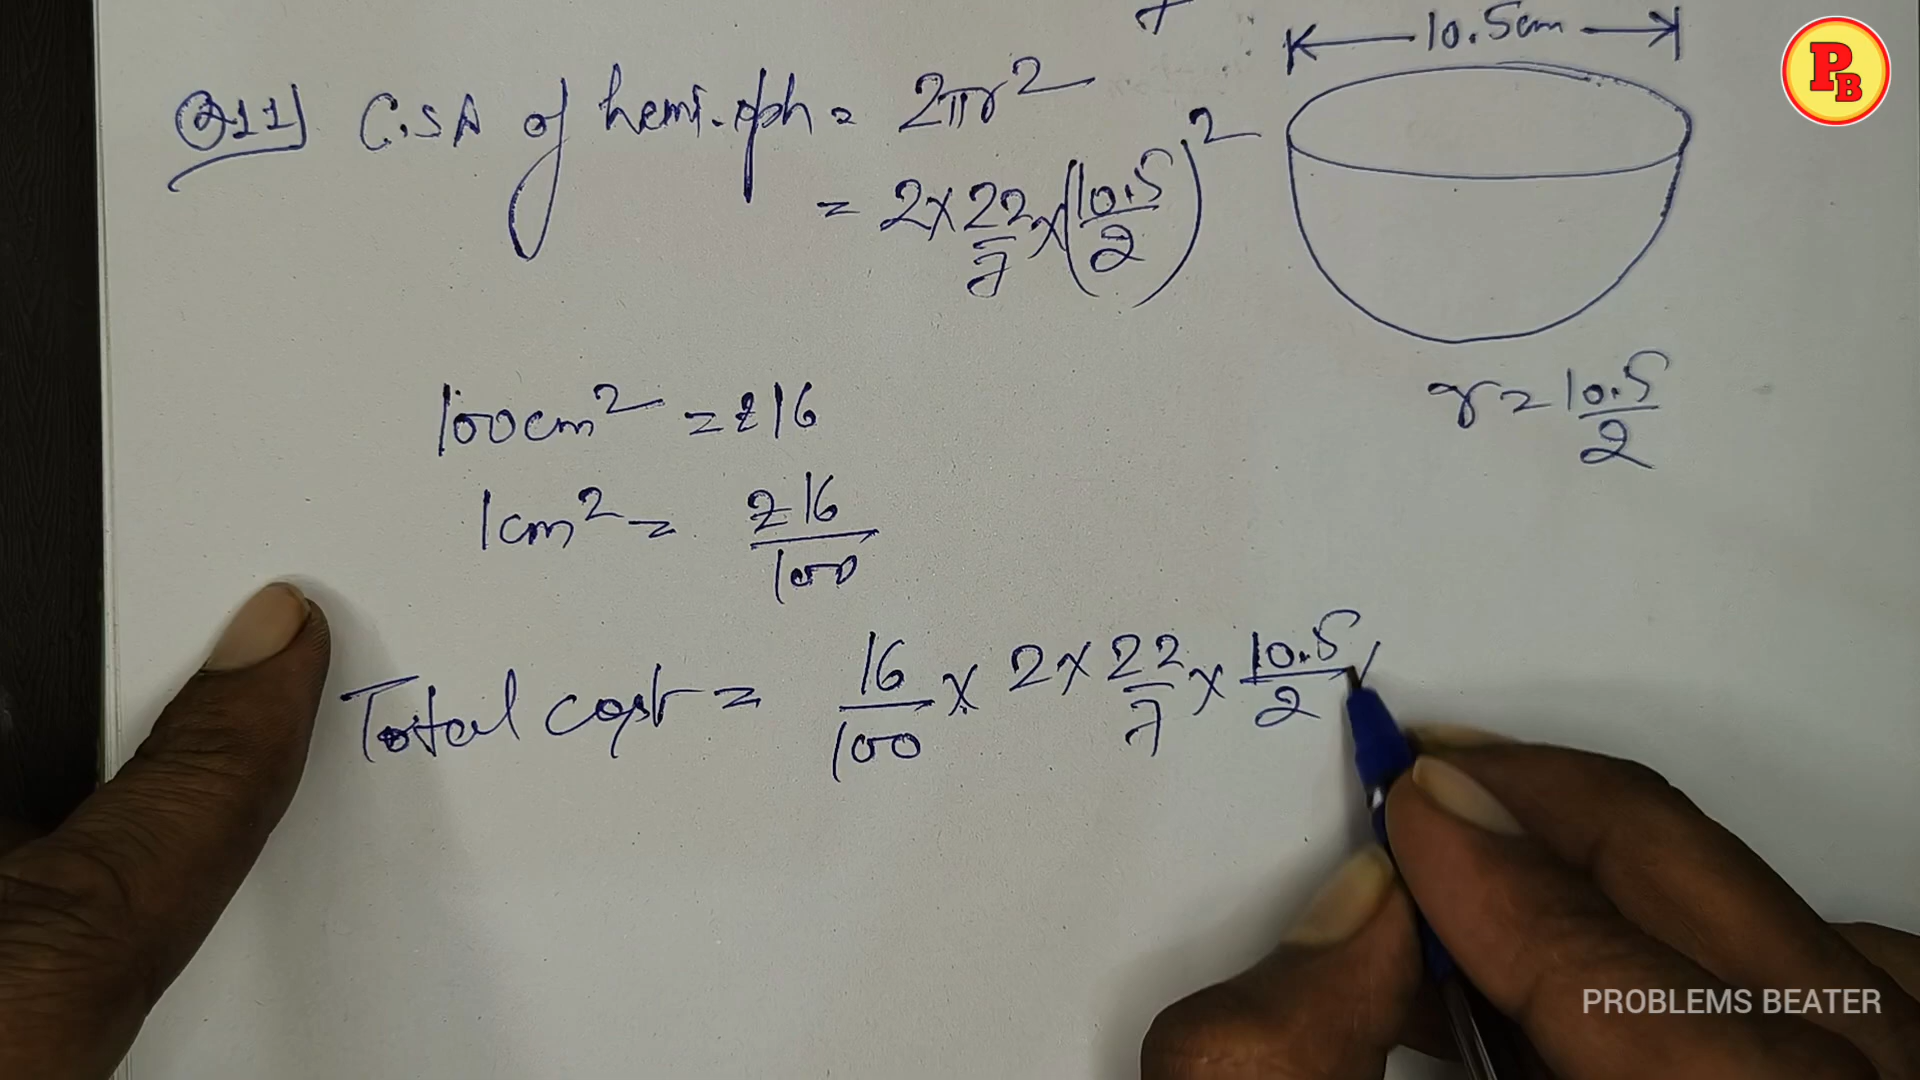 10.5cm
PB
Q11) C.SA of hemi-sph = 2πr²
= 2×22/7×(10.5/2)²
r = 10.5/2
100cm² = ₹16
1cm² = ₹16/100
Total cost = 16/100 × 2×22/7×10.5/2
PROBLEMS BEATER